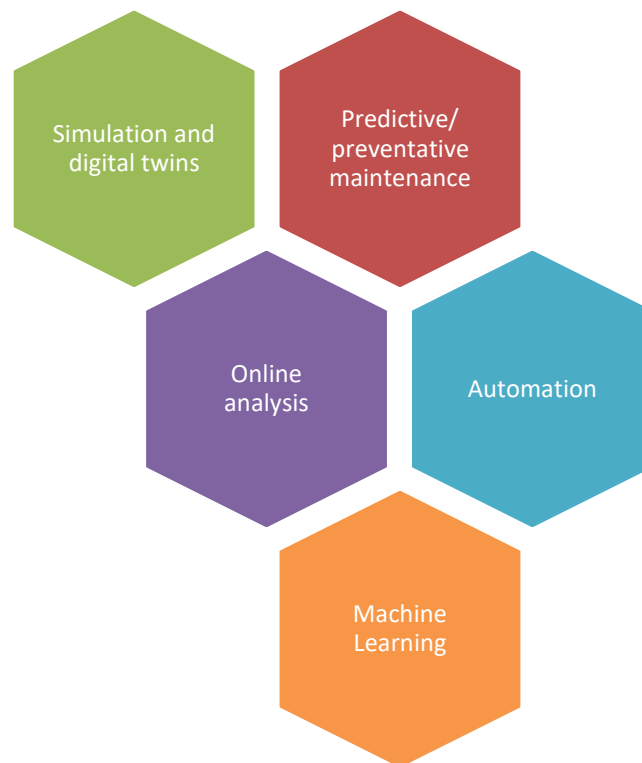 Simulation and
digital twins
Predictive/
preventative
maintenance
Online
analysis
Automation
Machine
Learning